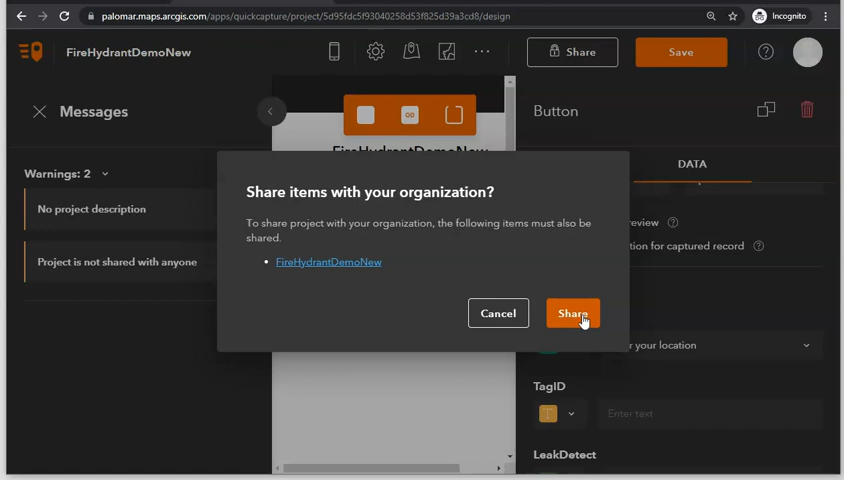 palomar.maps.arcgis.com/apps/quickcapture/project/5d95fdc5f93040258d53f825d39a3cd8/design
Incognito
FireHydrantDemoNew
Share
Save
Messages
Button
DATA
Warnings: 2
No project description
Project is not shared with anyone
Share items with your organization?
To share project with your organization, the following items must also be
shared.
FireHydrantDemoNew
Cancel
Share
review
tion for captured record
r your location
TagID
T
Enter text
LeakDetect